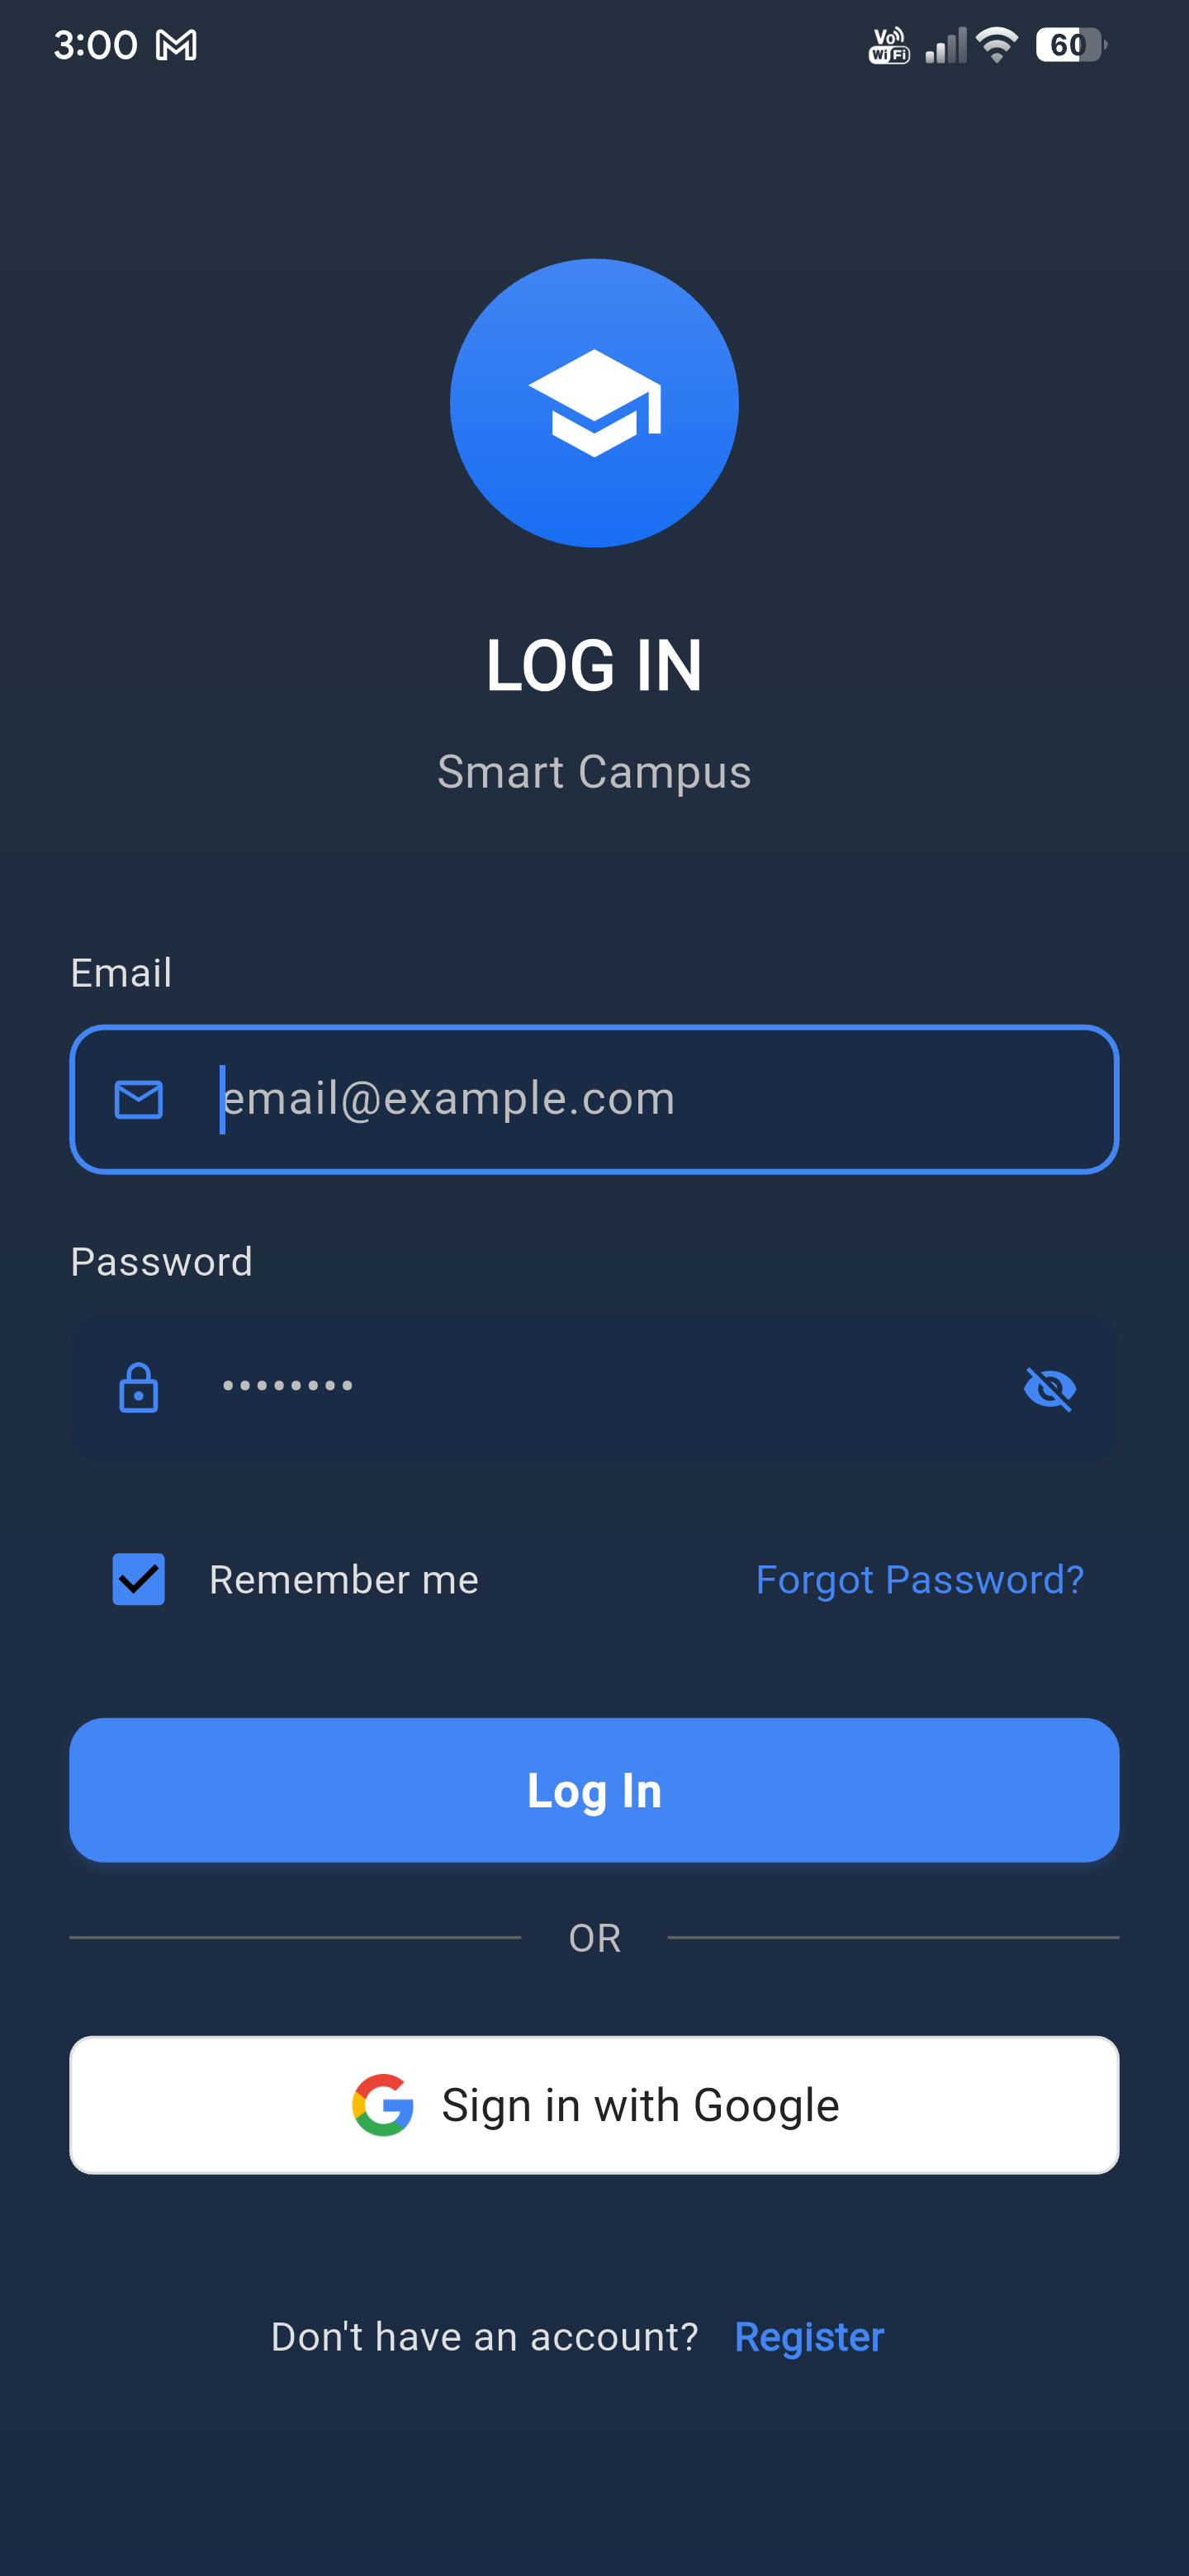 3:00
Vo
WiFi
60
LOG IN
Smart Campus
Email
email@example.com
Password
••••••••
Remember me
Forgot Password?
Log In
OR
Sign in with Google
Don't have an account? Register